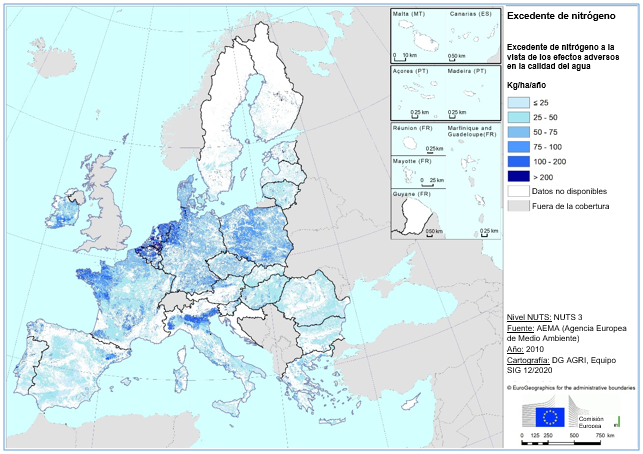 Malta (MT)
Canarias (ES)
0 10 km
0 50 km
Açores (PT)
Madeira (PT)
0 25 km
0 25 km
Réunion (FR)
Martinique and
Guadeloupe(FR)
0 25 km
Mayotte (FR)
0 25 km
Guyane (FR)
0 50 km
0 25 km
Excedente de nitrógeno
Excedente de nitrógeno a la
vista de los efectos adversos
en la calidad del agua
Kg/ha/año
≤ 25
25 - 50
50 - 75
75 - 100
100 - 200
> 200
Datos no disponibles
Fuera de la cobertura
Nivel NUTS: NUTS 3
Fuente: AEMA (Agencia Europea
de Medio Ambiente)
Año: 2010
Cartografía: DG AGRI, Equipo
SIG 12/2020
© EuroGeographics for the administrative boundaries
Comisión
Europea
0 125 250 500 750 km